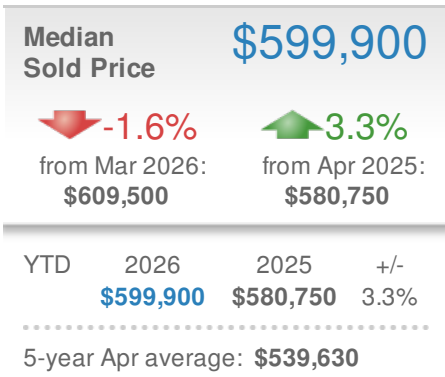 Median
Sold Price
$599,900
-1.6%
from Mar 2026:
$609,500
3.3%
from Apr 2025:
$580,750
YTD 2026 2025 +/-
$599,900 $580,750 3.3%
5-year Apr average: $539,630